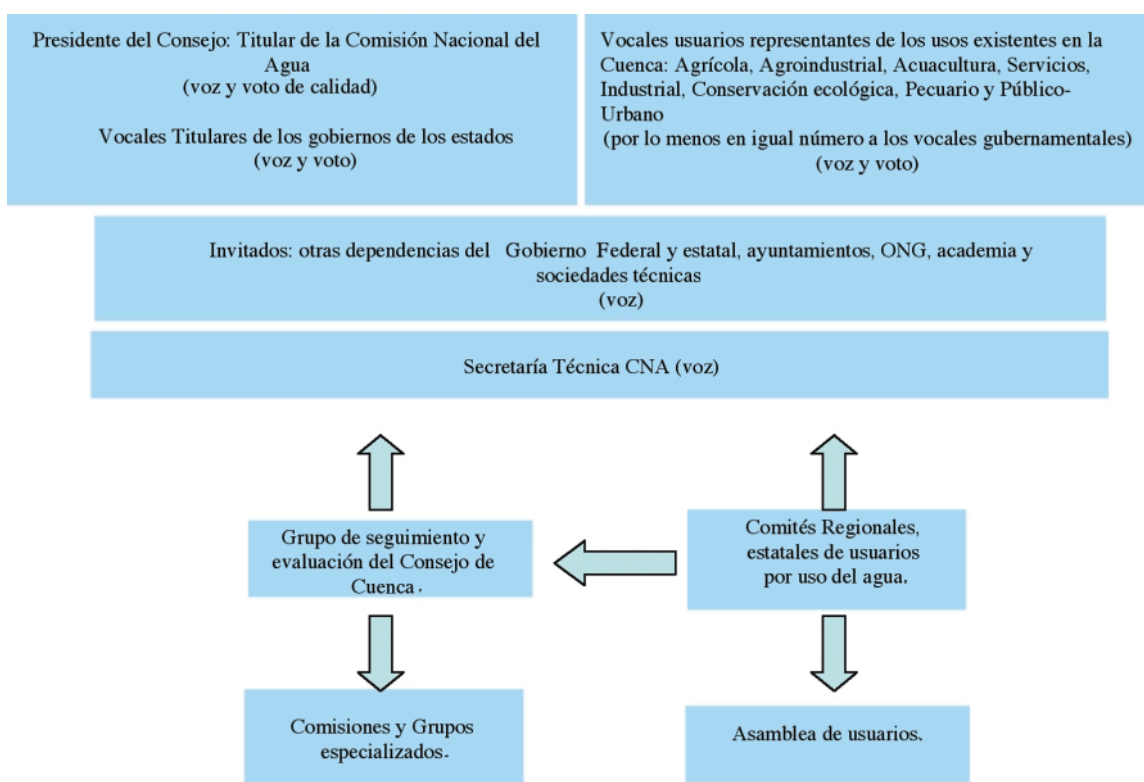 Presidente del Consejo: Titular de la Comisión Nacional del
Agua
(voz y voto de calidad)
Vocales Titulares de los gobiernos de los estados
(voz y voto)
Vocales usuarios representantes de los usos existentes en la
Cuenca: Agrícola, Agroindustrial, Acuacultura, Servicios,
Industrial, Conservación ecológica, Pecuario y Público-
Urbano
(por lo menos en igual número a los vocales gubernamentales)
(voz y voto)
Invitados: otras dependencias del Gobierno Federal y estatal, ayuntamientos, ONG, academia y
sociedades técnicas
(voz)
Secretaría Técnica CNA (voz)
Grupo de seguimiento y
evaluación del Consejo de
Cuenca.
Comités Regionales,
estatales de usuarios
por uso del agua.
Comisiones y Grupos
especializados.
Asamblea de usuarios.